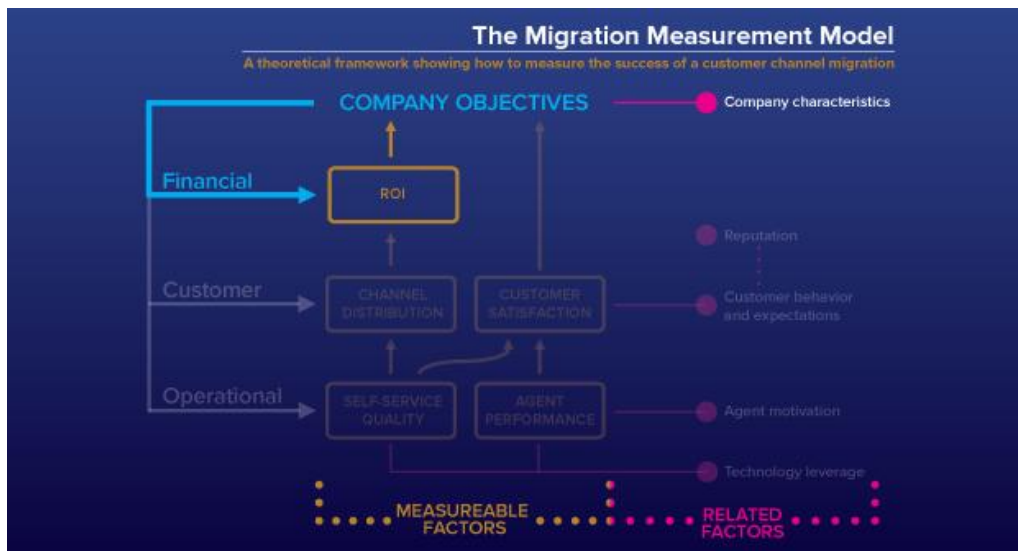 The Migration Measurement Model
A theoretical framework showing how to measure the success of a customer channel migration
COMPANY OBJECTIVES
Company characteristics
Financial
ROI
Reputation
Customer
CHANNEL
DISTRIBUTION
CUSTOMER
SATISFACTION
Customer behavior
and expectations
Operational
SELF-SERVICE
QUALITY
AGENT
PERFORMANCE
Agent motivation
Technology leverage
MEASUREABLE
FACTORS
RELATED
FACTORS